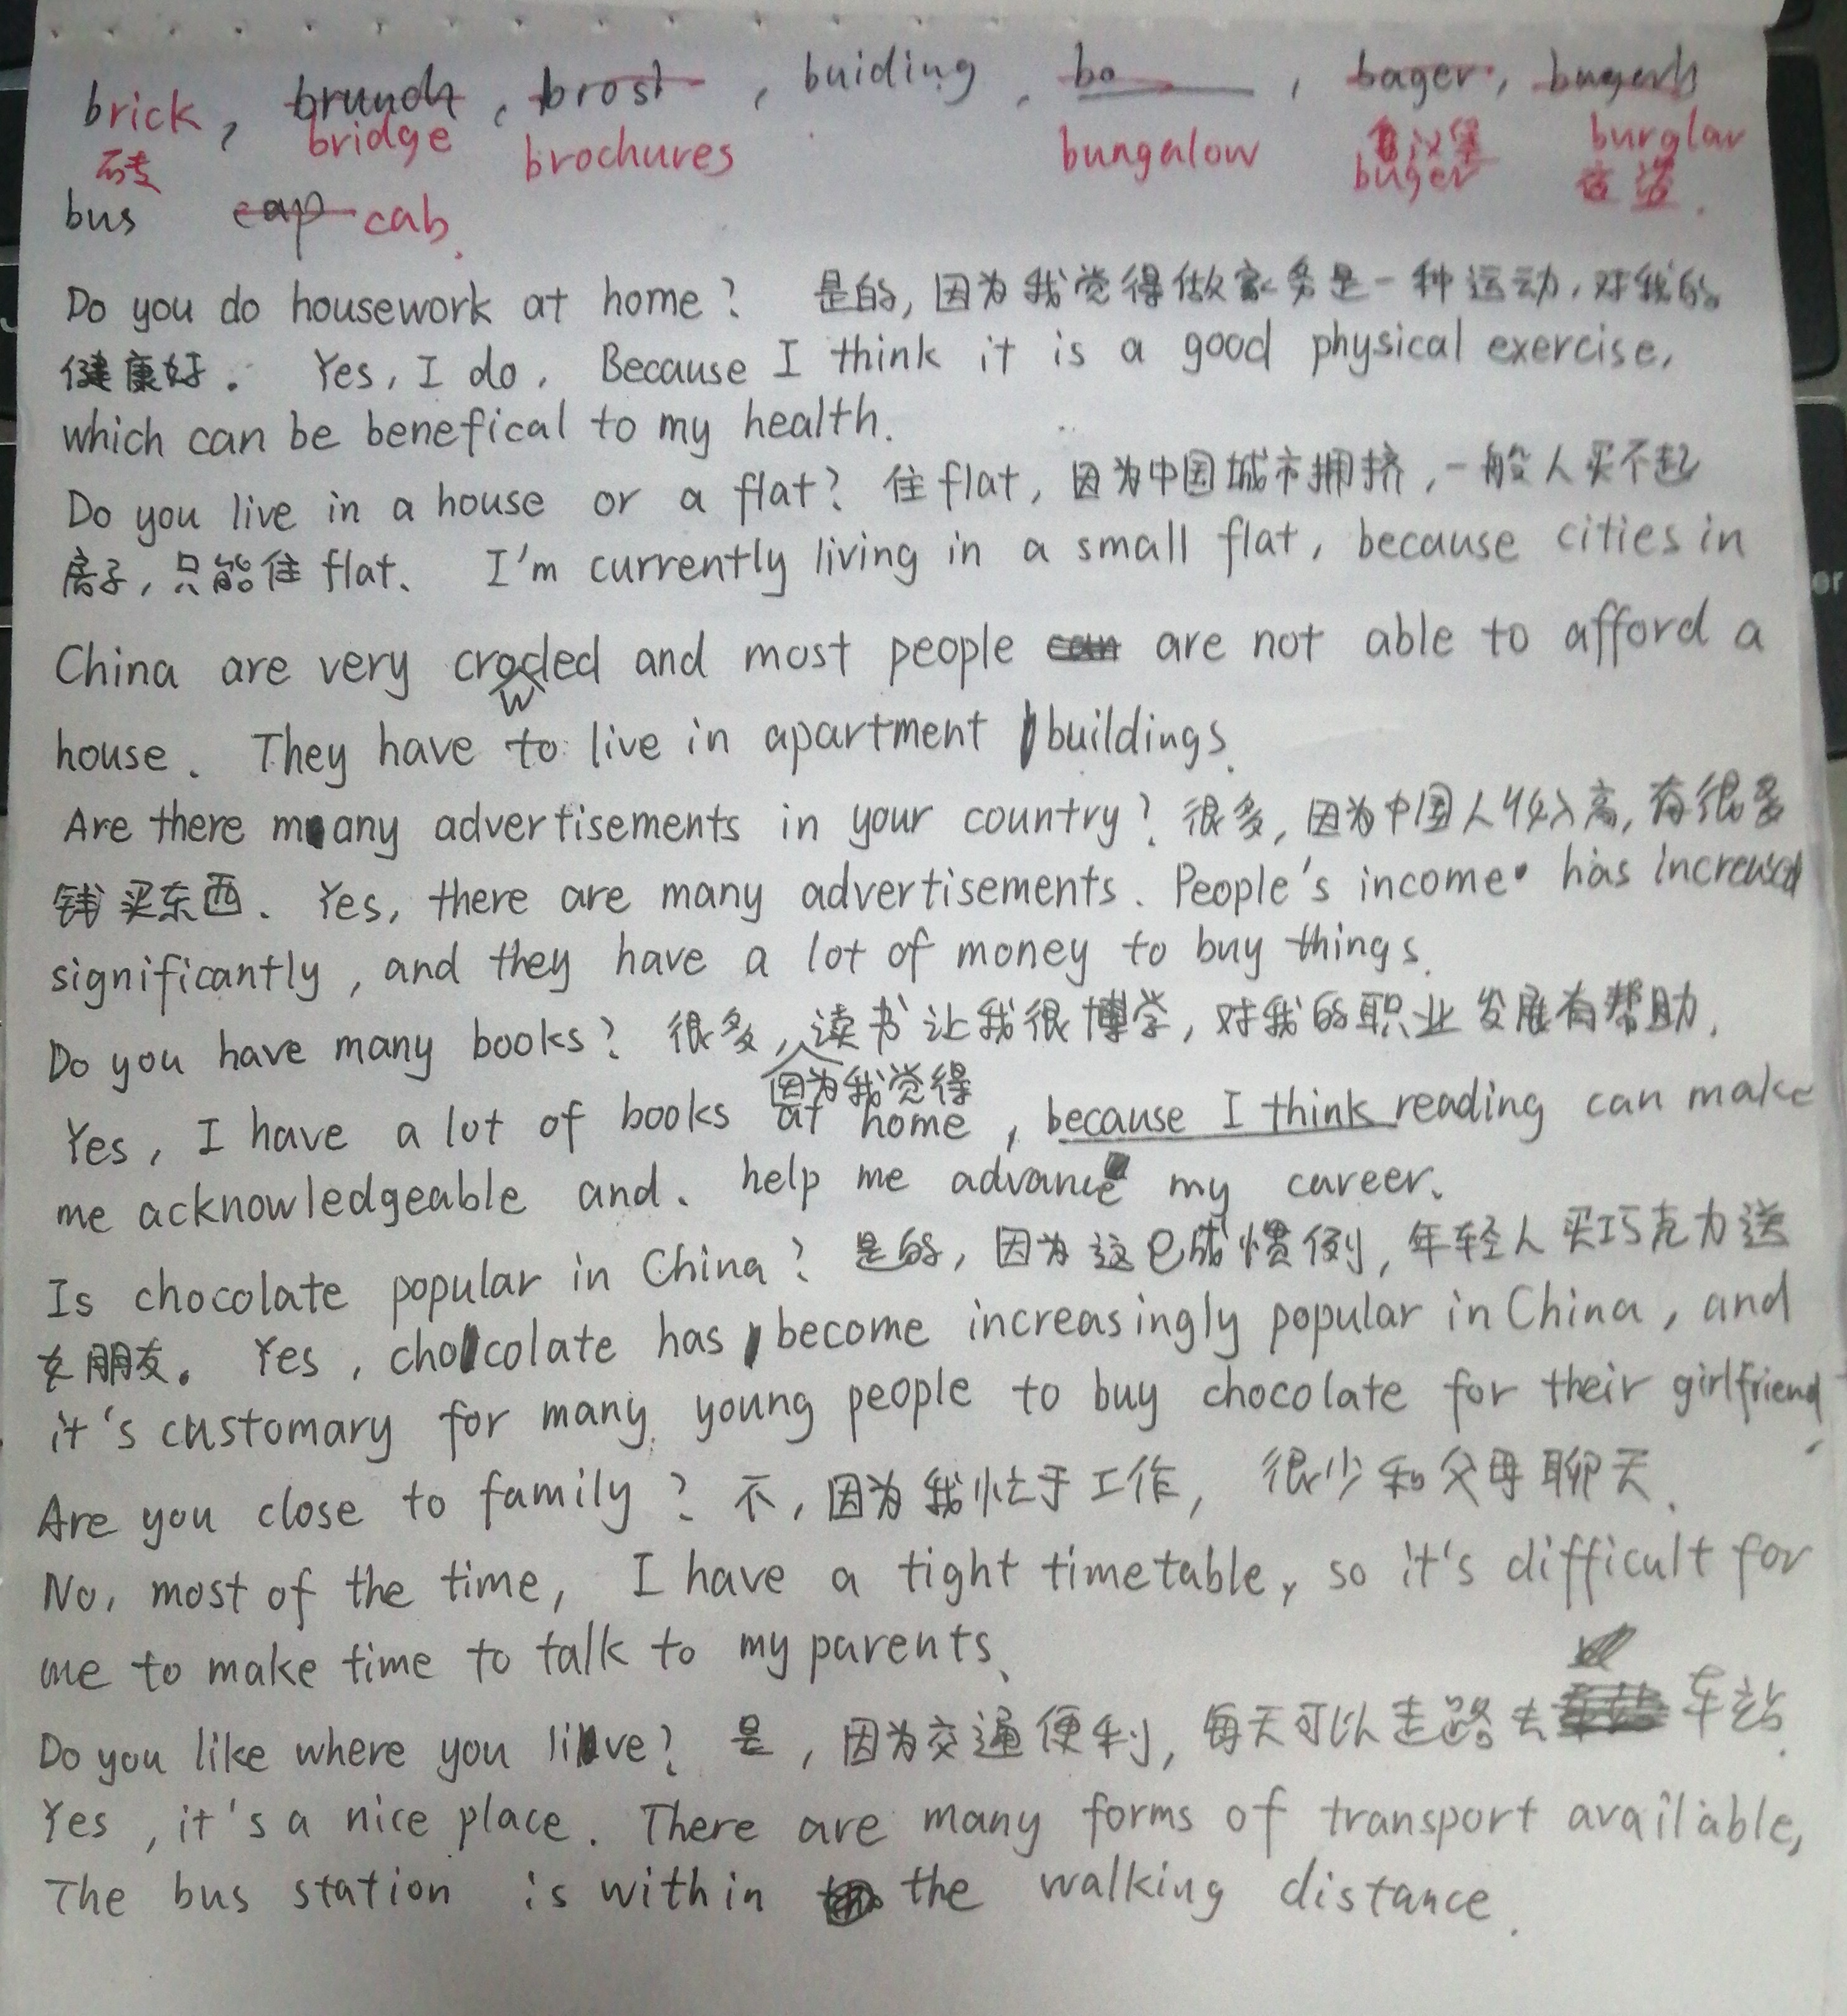 brick, brunch, brost, buiding, bo, bager, bugerh
砖 bridge brochures bungalow 汉堡 buger burglar 盗
bus cap cab.
Do you do housework at home? 是的,因为我觉得做家务是一种运动,对我的
健康好. Yes, I do, Because I think it is a good physical exercise,
which can be benefical to my health.
Do you live in a house or a flat? 住flat, 因为中国城市拥挤,一般人买不起
房子,只能住flat. I'm currently living in a small flat, because cities in
China are very crowded and most people can are not able to afford a
house. They have to live in apartment buildings.
Are there many advertisements in your country? 很多,因为中国人收入高,有很多
钱买东西. Yes, there are many advertisements. People's income has increased
significantly, and they have a lot of money to buy things.
Do you have many books? 很多,因为我觉得读书让我很博学,对我的职业发展有帮助.
Yes, I have a lot of books at home, because I think reading can make
me acknowledgeable and. help me advance my career.
Is chocolate popular in China? 是的,因为这已成惯例,年轻人买巧克力送
女朋友. Yes, chocolate has become increasingly popular in China, and
it's customary for many young people to buy chocolate for their girlfriend.
Are you close to family? 不,因为我忙于工作, 很少和父母聊天.
No, most of the time, I have a tight timetable, so it's difficult for
me to make time to talk to my parents.
Do you like where you live? 是,因为交通便利,每天可以走路去车站.
Yes, it's a nice place. There are many forms of transport available,
The bus station is within the walking distance.